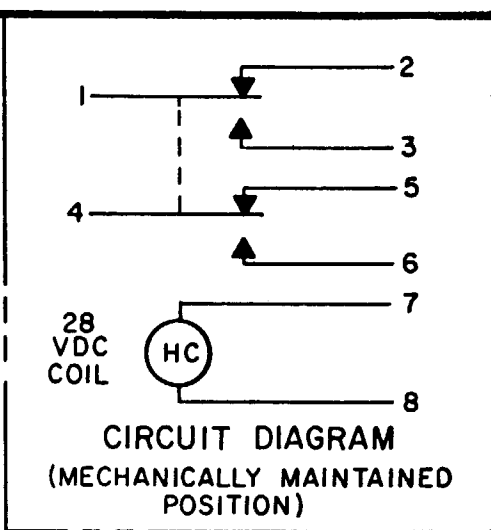 2
1
3
5
4
6
7
28
VDC
COIL
HC
8
CIRCUIT DIAGRAM
(MECHANICALLY MAINTAINED
POSITION)